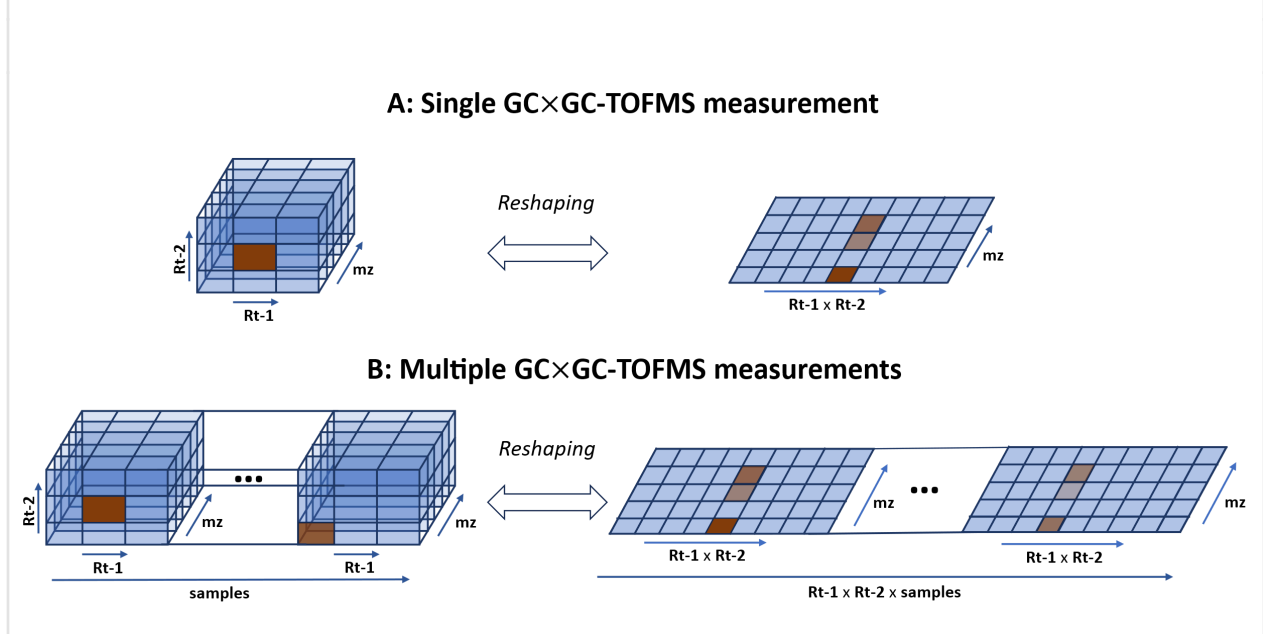 A: Single GC×GC-TOFMS measurement
Reshaping
Rt-2
mz
Rt-1
mz
Rt-1 x Rt-2
B: Multiple GC×GC-TOFMS measurements
Reshaping
Rt-2
mz
mz
Rt-1
Rt-1
samples
mz
mz
Rt-1 x Rt-2
Rt-1 x Rt-2
Rt-1 x Rt-2 x samples